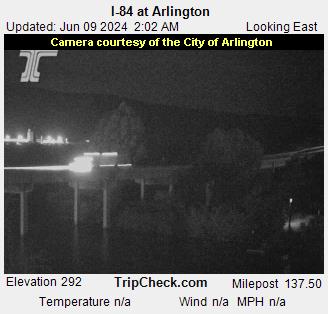 I-84 at Arlington
Updated: Jun 09 2024 2:02 AM Looking East
Camera courtesy of the City of Arlington
Elevation 292 TripCheck.com Milepost 137.50
Temperature n/a Wind n/a MPH n/a